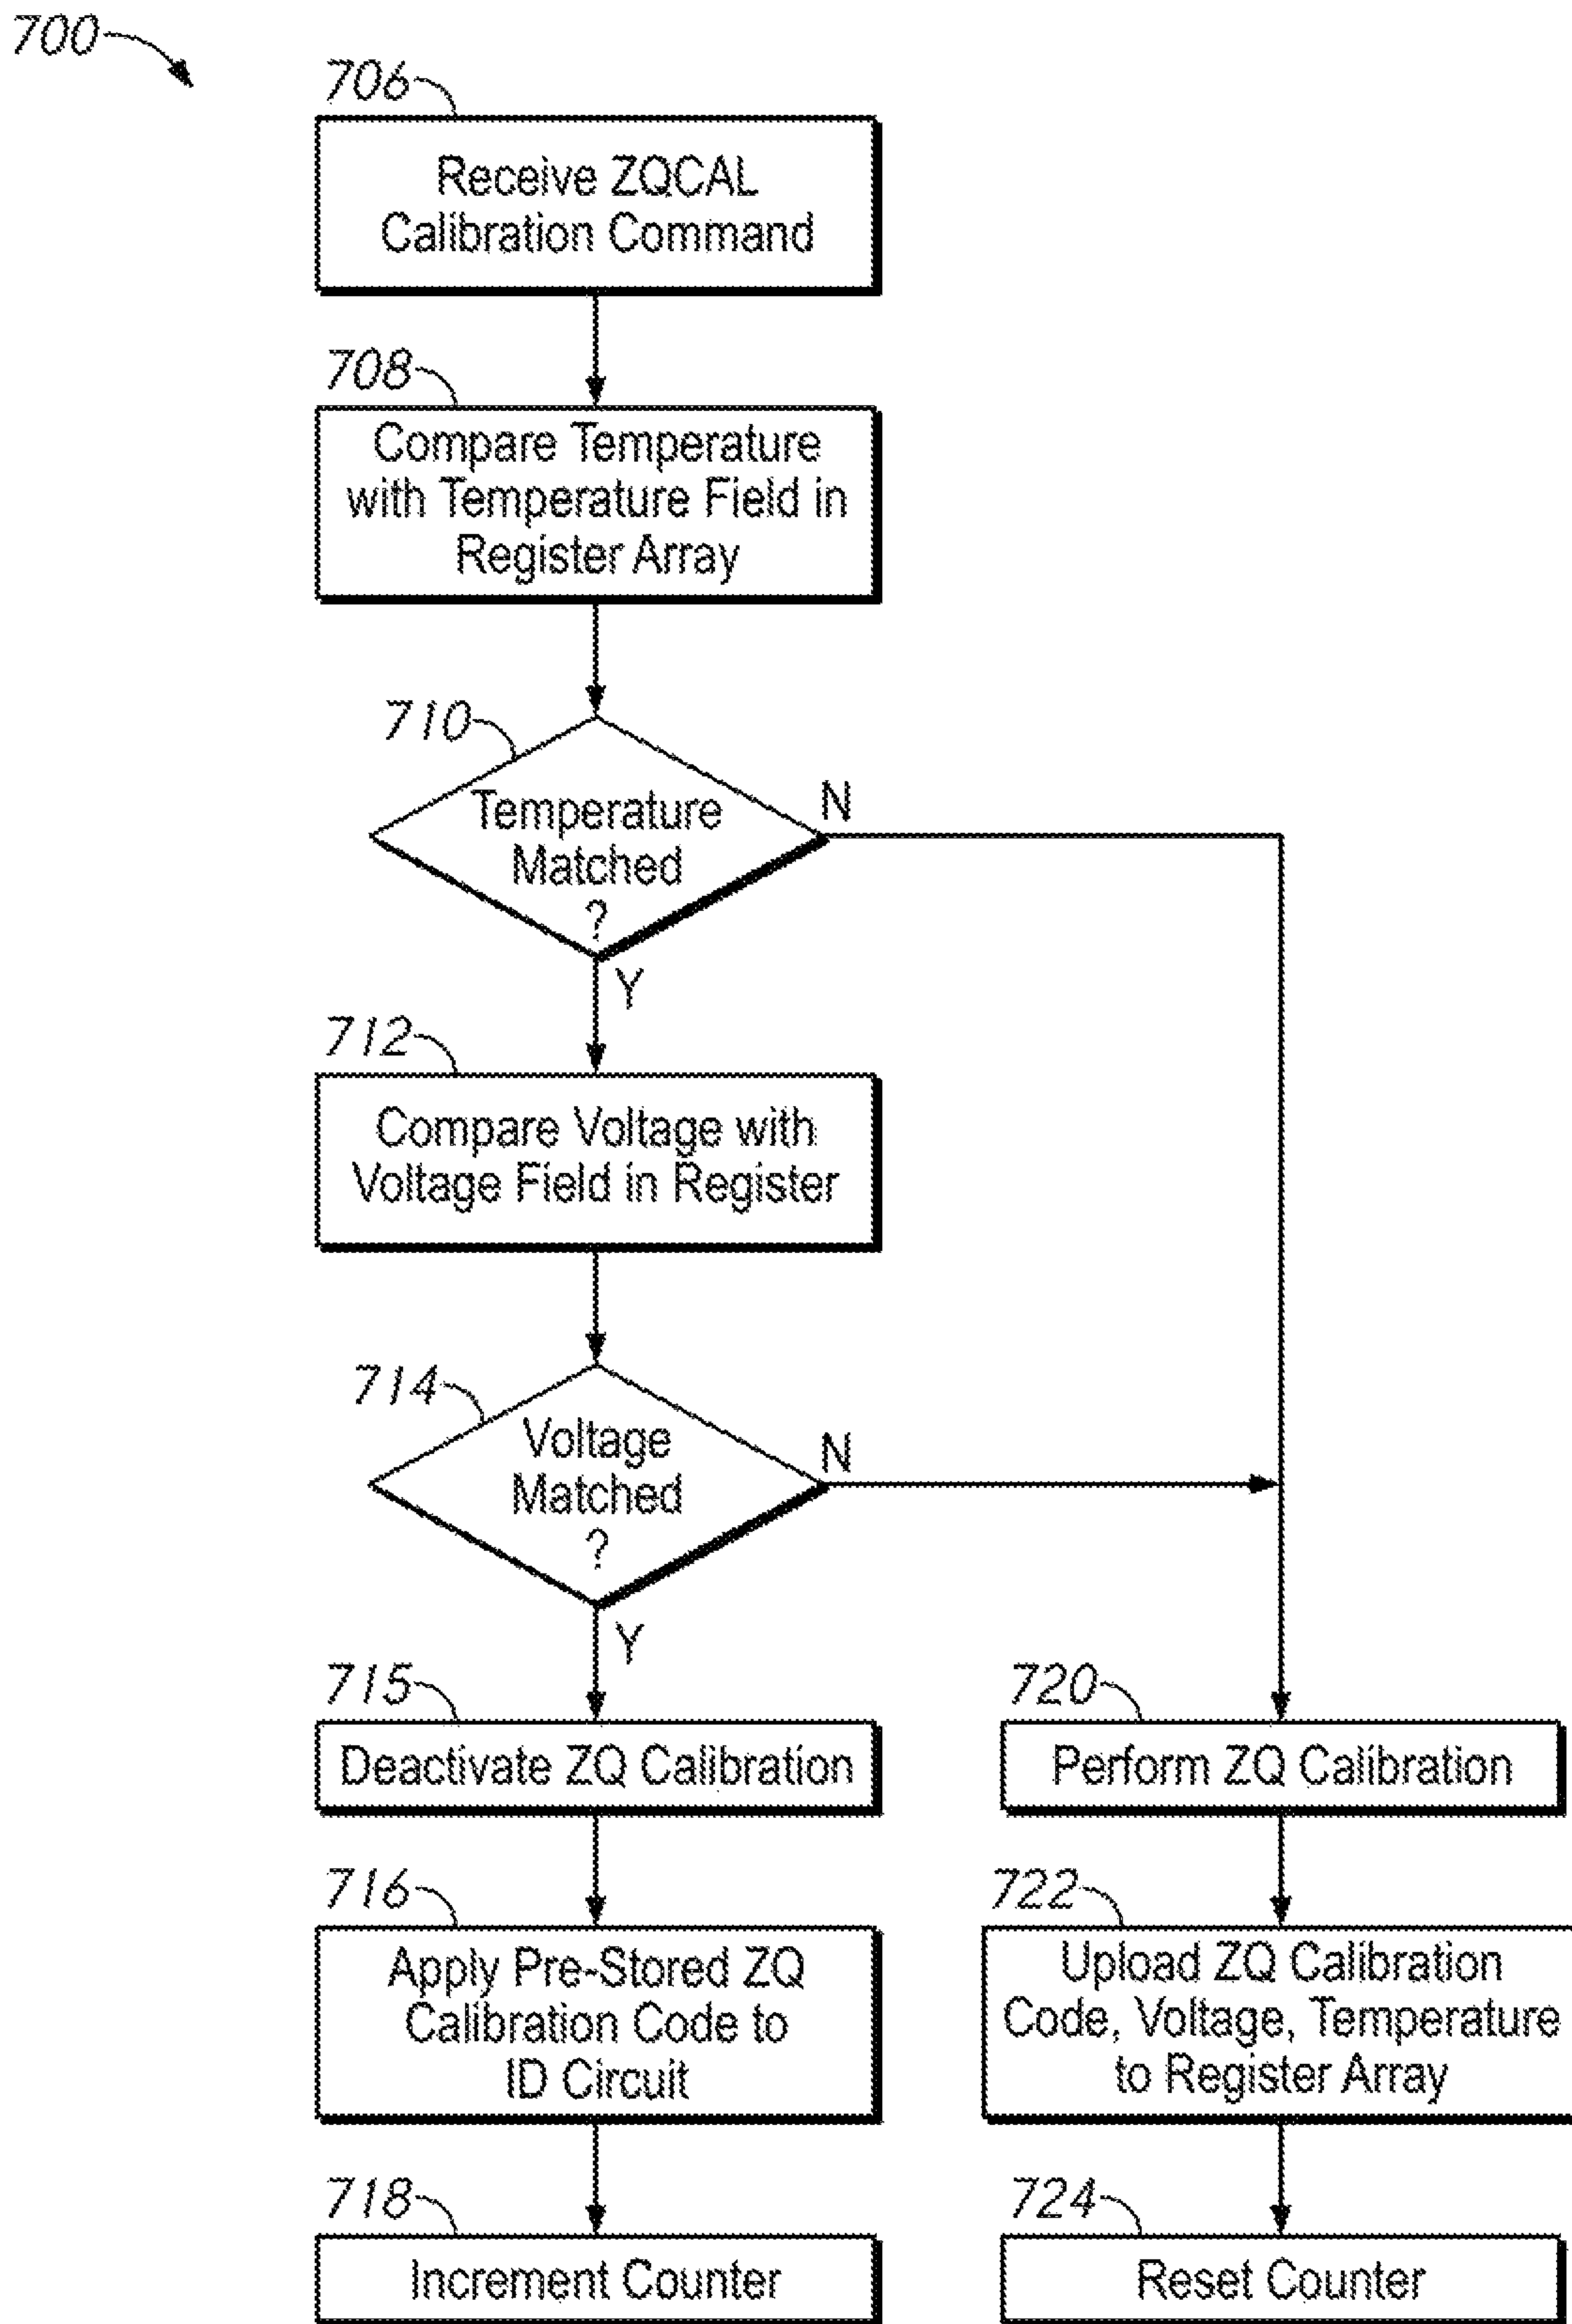 700
706
Receive ZQCAL
Calibration Command
708
Compare Temperature
with Temperature Field in
Register Array
710
Temperature
Matched
?
N
Y
712
Compare Voltage with
Voltage Field in Register
714
Voltage
Matched
?
N
Y
715
Deactivate ZQ Calibration
720
Perform ZQ Calibration
716
Apply Pre-Stored ZQ
Calibration Code to
ID Circuit
722
Upload ZQ Calibration
Code, Voltage, Temperature
to Register Array
718
Increment Counter
724
Reset Counter